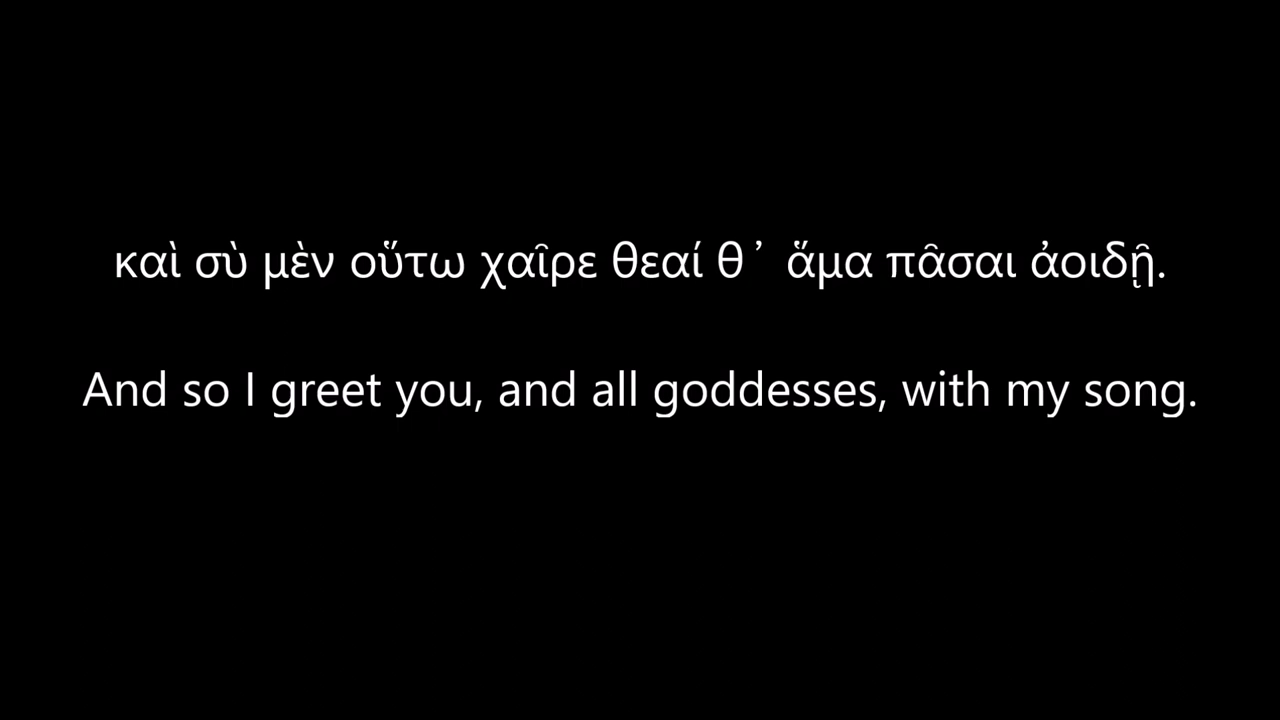 καὶ σὺ μὲν οὕτω χαῖρε θεαί θ᾽ ἅμα πᾶσαι ἀοιδῇ.
And so I greet you, and all goddesses, with my song.